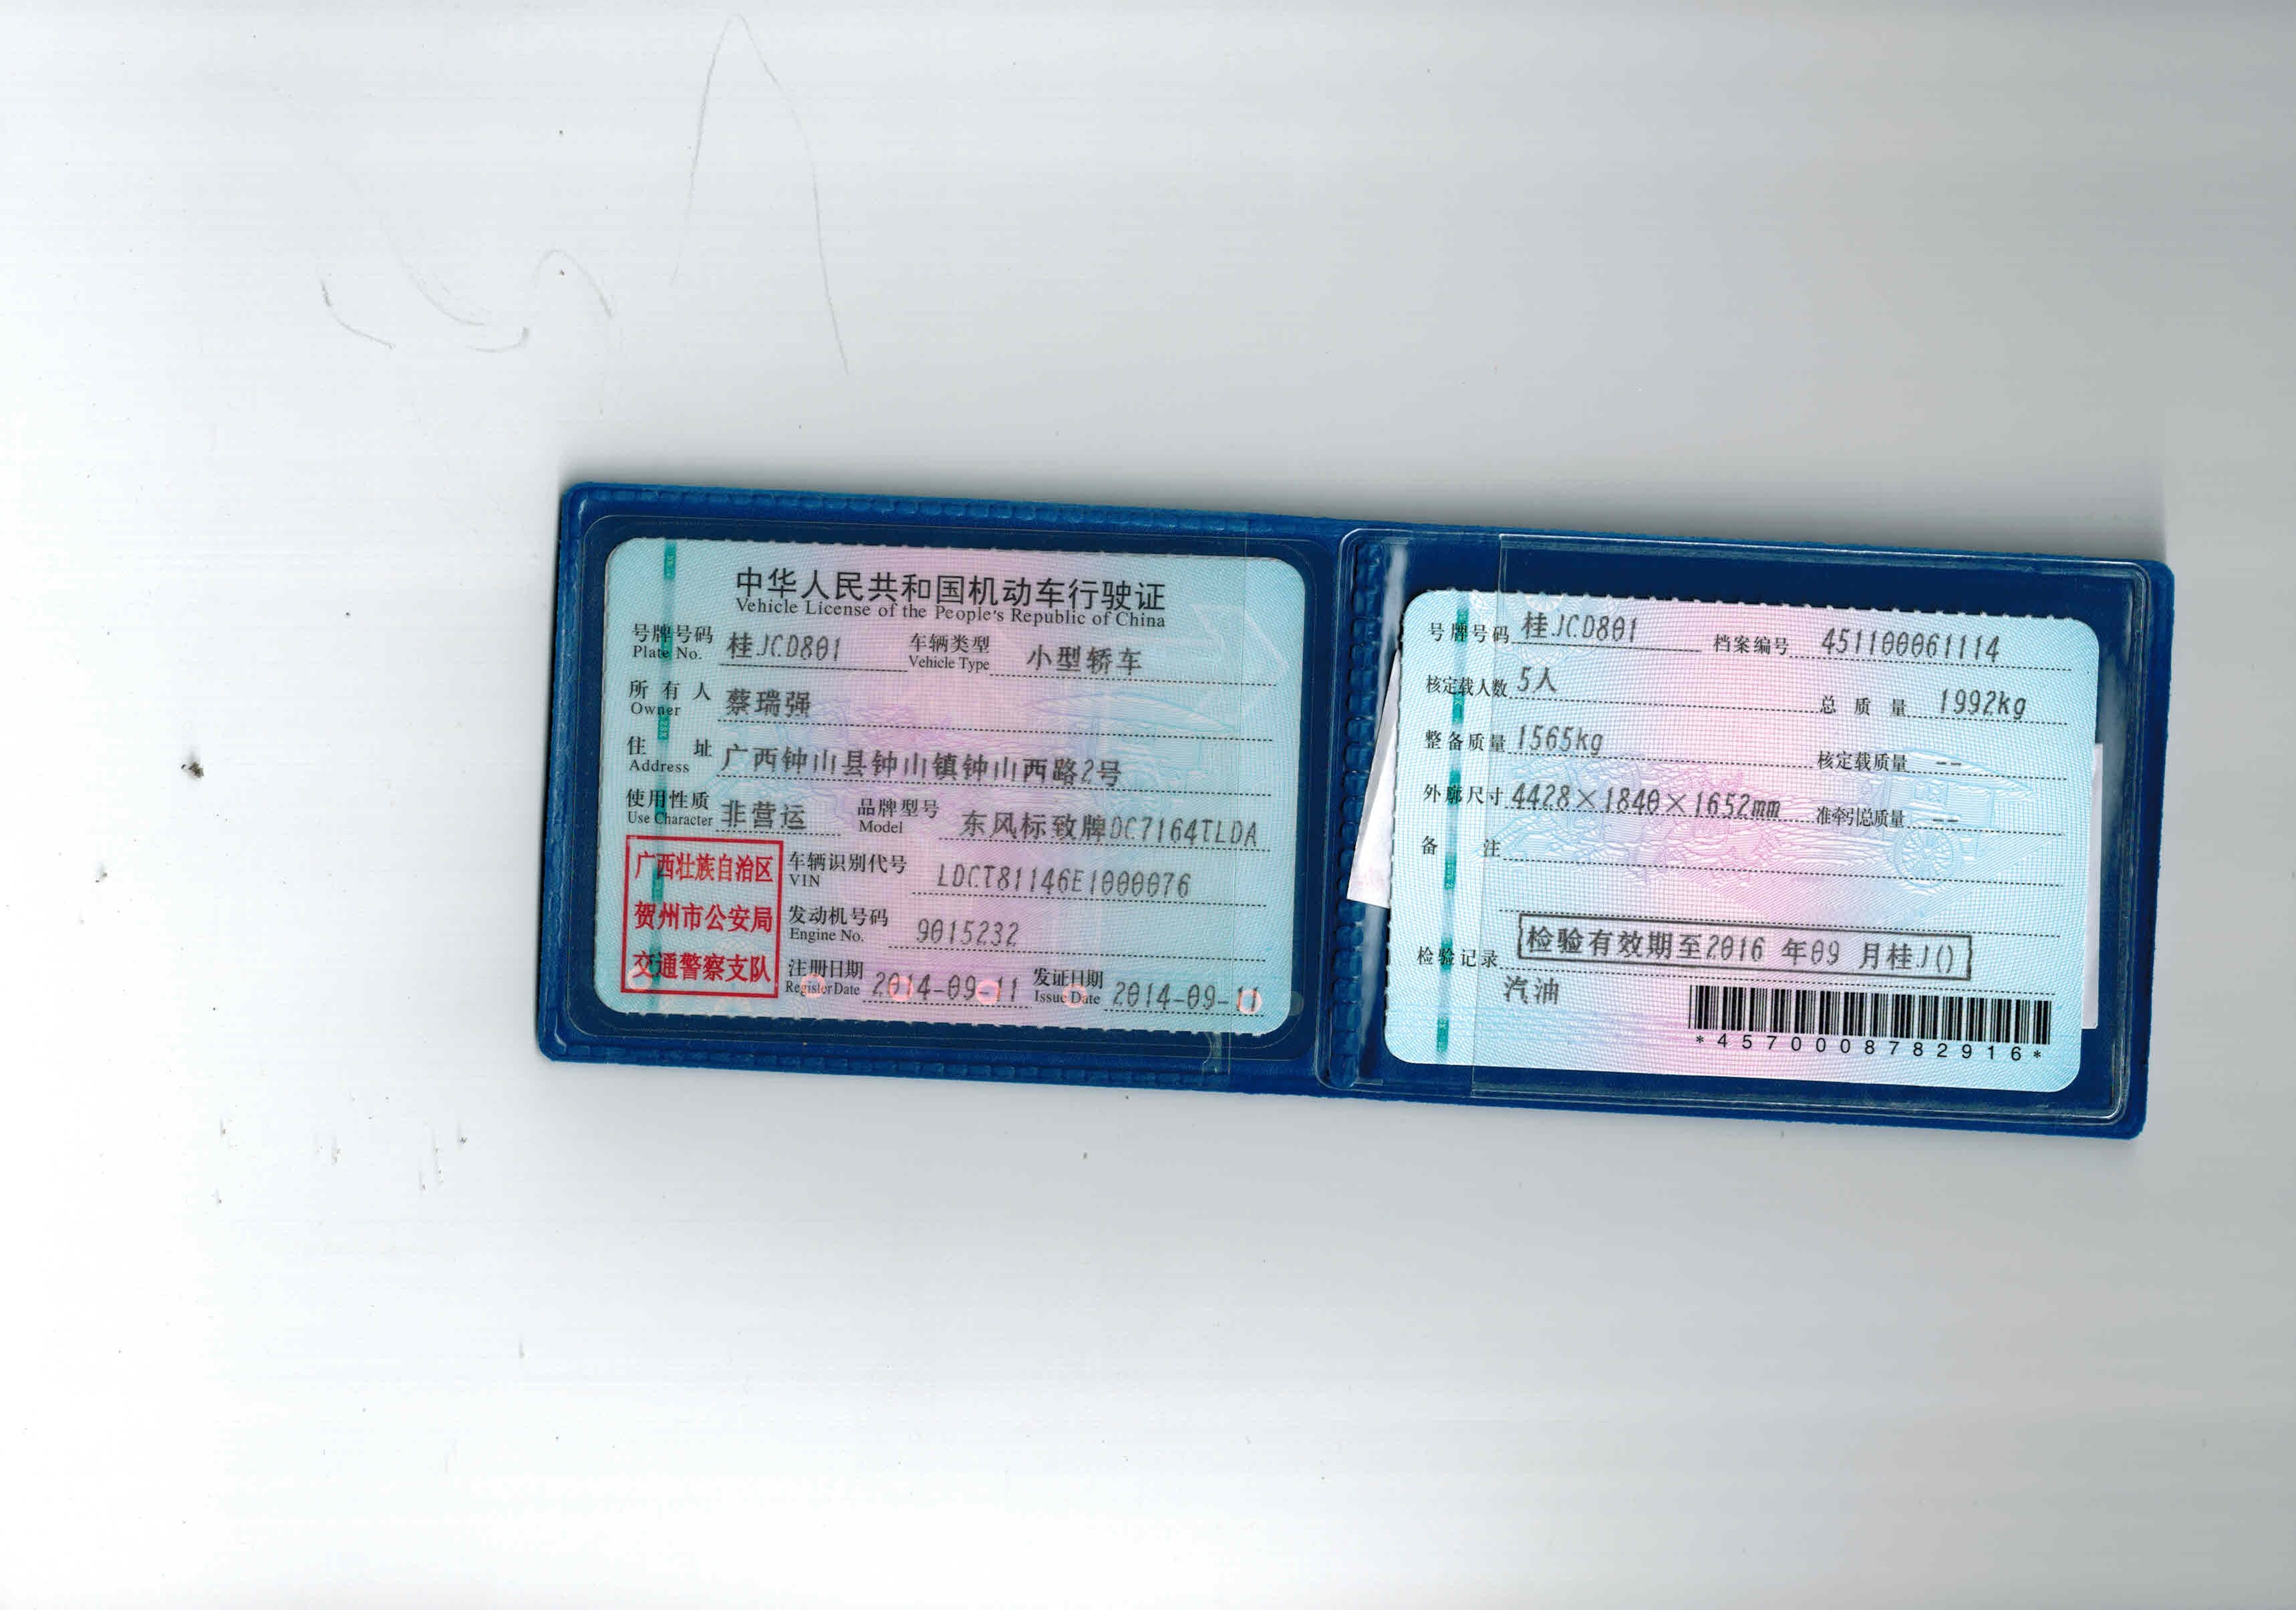 中华人民共和国机动车行驶证
Vehicle License of the People's Republic of China
号牌号码 桂JCD801 车辆类型 小型轿车
Plate No. Vehicle Type
所有人 蔡瑞强
Owner
住址 广西钟山县钟山镇钟山西路2号
Address
使用性质 非营运 品牌型号 东风标致牌DC7164TLDA
Use Character Model
广西壮族自治区
贺州市公安局
交通警察支队
车辆识别代号 LDCT81146E1000076
VIN
发动机号码 9015232
Engine No.
注册日期 2014-09-11 发证日期 2014-09-11
Register Date Issue Date
号牌号码 桂JCD801 档案编号 451100061114
核定载人数 5人 总质量 1992kg
整备质量 1565kg 核定载质量 --
外廓尺寸 4428×1840×1652mm 准牵引总质量 --
备注
检验记录 检验有效期至2016 年09 月桂J()
汽油
*4570008782916*